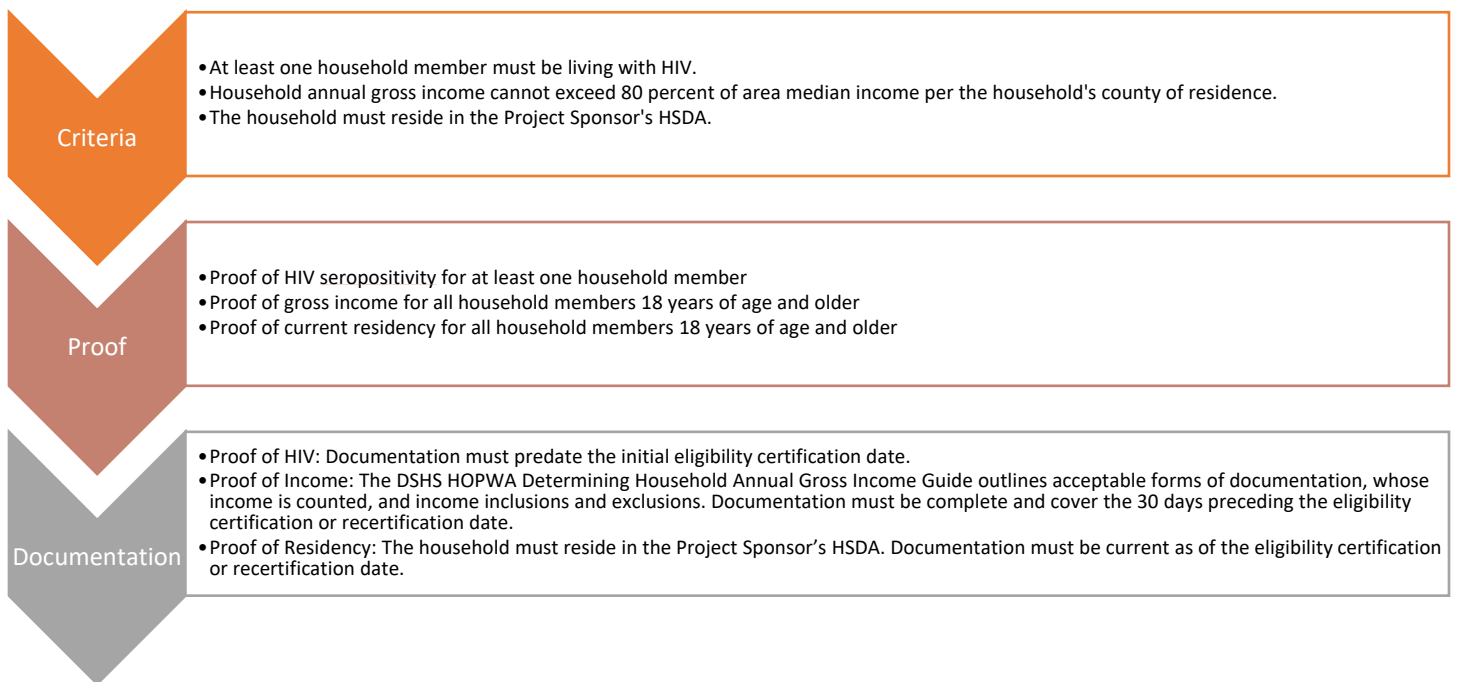 Criteria
•At least one household member must be living with HIV.
•Household annual gross income cannot exceed 80 percent of area median income per the household's county of residence.
•The household must reside in the Project Sponsor's HSDA.
Proof
•Proof of HIV seropositivity for at least one household member
•Proof of gross income for all household members 18 years of age and older
•Proof of current residency for all household members 18 years of age and older
Documentation
•Proof of HIV: Documentation must predate the initial eligibility certification date.
•Proof of Income: The DSHS HOPWA Determining Household Annual Gross Income Guide outlines acceptable forms of documentation, whose
income is counted, and income inclusions and exclusions. Documentation must be complete and cover the 30 days preceding the eligibility
certification or recertification date.
•Proof of Residency: The household must reside in the Project Sponsor’s HSDA. Documentation must be current as of the eligibility certification
or recertification date.